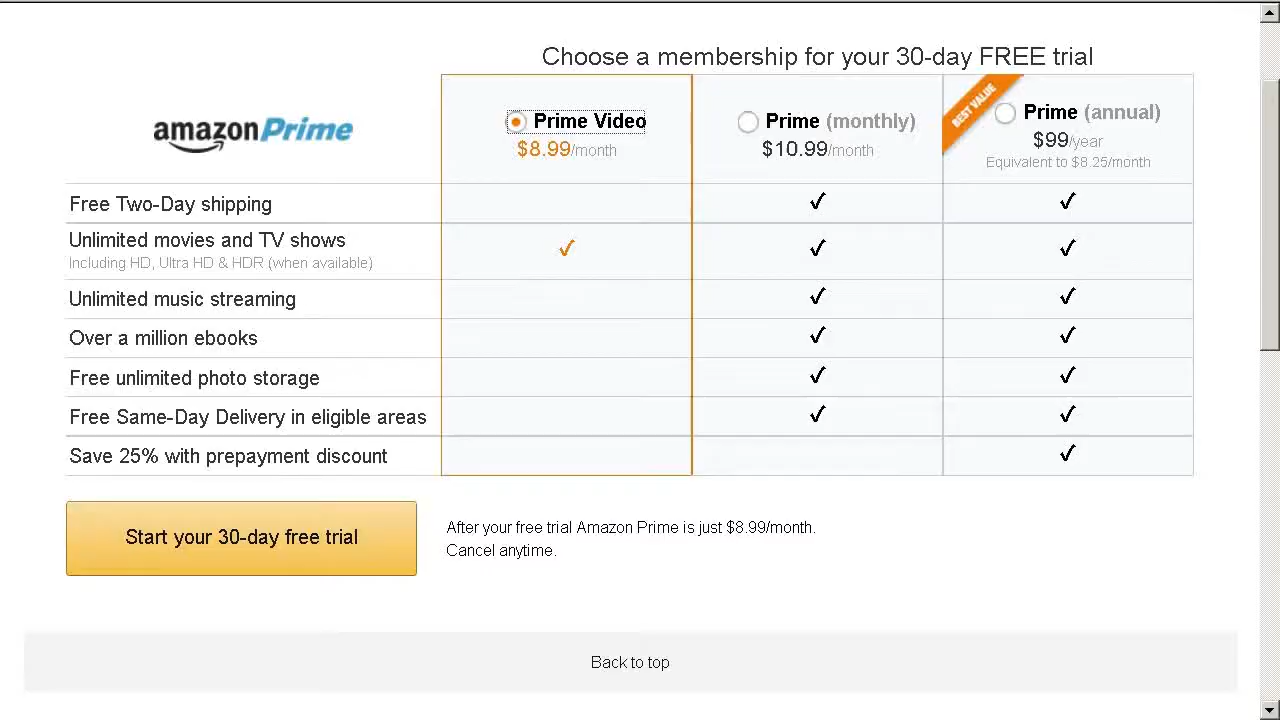 Choose a membership for your 30-day FREE trial
amazonPrime
BEST VALUE
Prime Video
$8.99/month
Prime (monthly)
$10.99/month
Prime (annual)
$99/year
Equivalent to $8.25/month
Free Two-Day shipping
Unlimited movies and TV shows
Including HD, Ultra HD & HDR (when available)
Unlimited music streaming
Over a million ebooks
Free unlimited photo storage
Free Same-Day Delivery in eligible areas
Save 25% with prepayment discount
Start your 30-day free trial
After your free trial Amazon Prime is just $8.99/month.
Cancel anytime.
Back to top